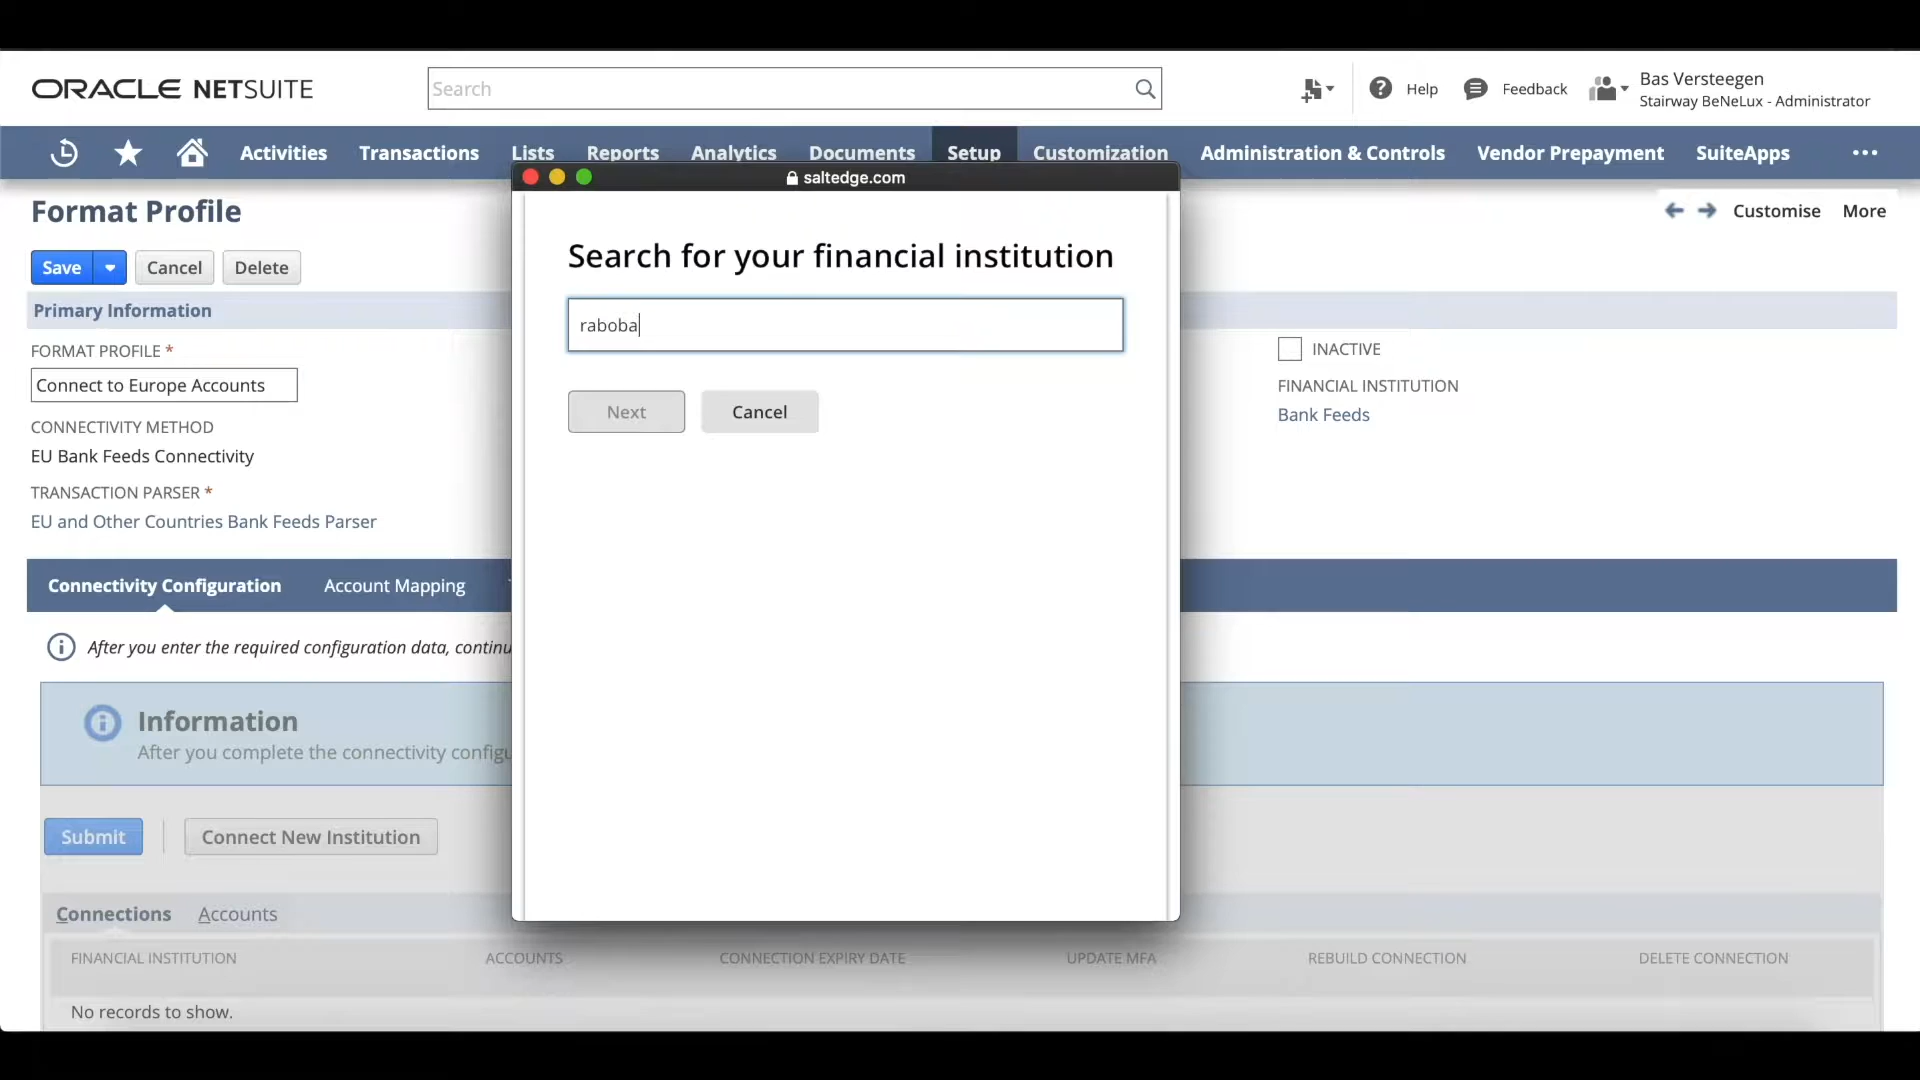 ORACLE NETSUITE
Search
Help
Feedback
Bas Versteegen
Stairway BeNeLux - Administrator
Activities
Transactions
Lists
Reports
Analytics
Documents
Setup
Customization
Administration & Controls
Vendor Prepayment
SuiteApps
saltedge.com
Format Profile
Customise
More
Save
Cancel
Delete
Primary Information
FORMAT PROFILE *
Connect to Europe Accounts
CONNECTIVITY METHOD
EU Bank Feeds Connectivity
TRANSACTION PARSER *
EU and Other Countries Bank Feeds Parser
INACTIVE
FINANCIAL INSTITUTION
Bank Feeds
Search for your financial institution
raboba
Next
Cancel
Connectivity Configuration
Account Mapping
After you enter the required configuration data, continu
Information
After you complete the connectivity configu
Submit
Connect New Institution
Connections
Accounts
FINANCIAL INSTITUTION
ACCOUNTS
CONNECTION EXPIRY DATE
UPDATE MFA
REBUILD CONNECTION
DELETE CONNECTION
No records to show.